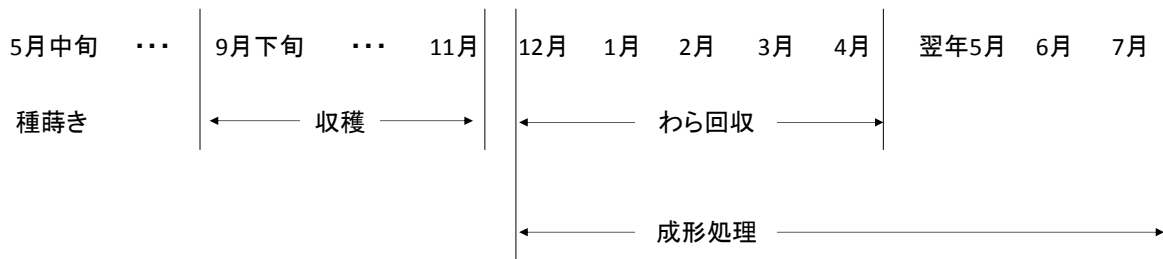 5月中旬 ・・・ 9月下旬 ・・・ 11月 12月 1月 2月 3月 4月 翌年5月 6月 7月
種蒔き 収穫 わら回収
成形処理